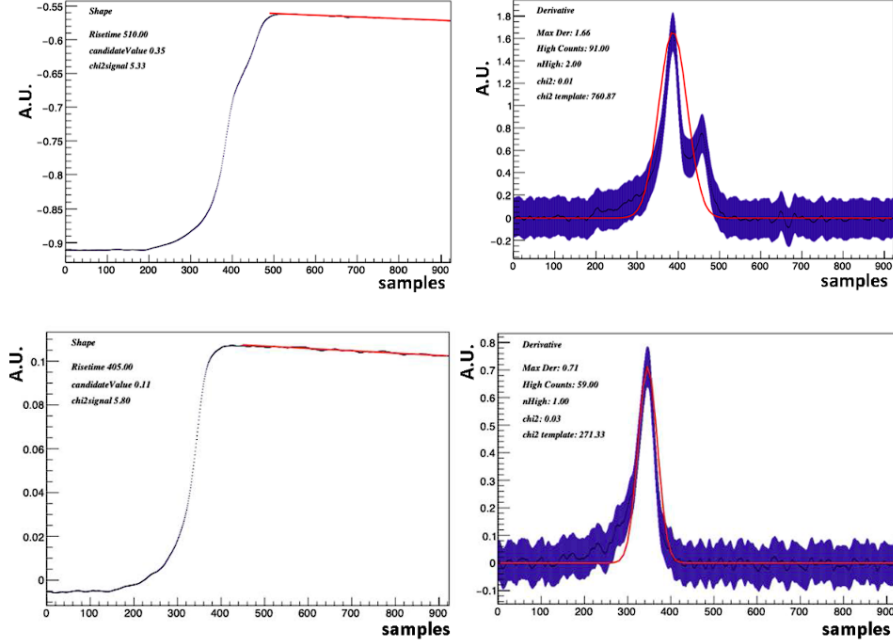 Shape
Risetime 510.00
candidateValue 0.35
chi2signal 5.33
A.U.
−0.55
−0.6
−0.65
−0.7
−0.75
−0.8
−0.85
−0.9
0 100 200 300 400 500 600 700 800 900
samples
Derivative
Max Der: 1.66
High Counts: 91.00
nHigh: 2.00
chi2: 0.01
chi2 template: 760.87
A.U.
1.8
1.6
1.4
1.2
1
0.8
0.6
0.4
0.2
0
−0.2
0 100 200 300 400 500 600 700 800 900
samples
Shape
Risetime 405.00
candidateValue 0.11
chi2signal 5.80
A.U.
0.1
0.08
0.06
0.04
0.02
0
0 100 200 300 400 500 600 700 800 900
samples
Derivative
Max Der: 0.71
High Counts: 59.00
nHigh: 1.00
chi2: 0.03
chi2 template: 271.33
A.U.
0.8
0.7
0.6
0.5
0.4
0.3
0.2
0.1
0
−0.1
0 100 200 300 400 500 600 700 800 900
samples